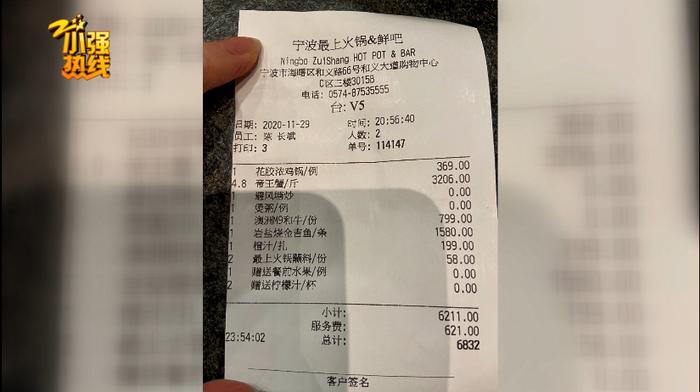 小强
热线
宁波最上火锅&鲜吧
Ningbo ZuiShang HOT POT & BAR
宁波市海曙区和义路66号和义大道购物中心
C区三楼30158
电话: 0574-87535555
台: V5
日期: 2020-11-29 时间: 20:56:40
员工: 陈 长斌 人数: 2
打印: 3 单号: 114147
1 花胶浓鸡锅/例 369.00
4.8 帝王蟹/斤 3206.00
1 避风塘炒 0.00
1 煲粥/例 0.00
1 澳洲M9和牛/份 799.00
1 岩盐烧金吉鱼/条 1580.00
1 橙汁/扎 199.00
2 最上火锅蘸料/份 58.00
1 赠送餐前水果/例 0.00
2 赠送柠檬汁/杯 0.00
小计: 6211.00
服务费: 621.00
23:54:02 总计: 6832
客户签名